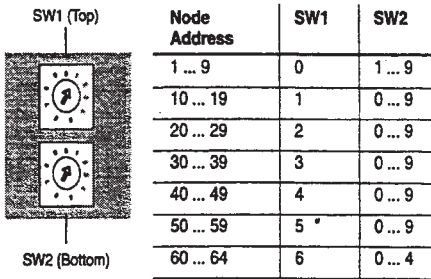 SW1 (Top)
SW2 (Bottom)
Node Address SW1 SW2
1 ... 9 0 1 ... 9
10 ... 19 1 0 ... 9
20 ... 29 2 0 ... 9
30 ... 39 3 0 ... 9
40 ... 49 4 0 ... 9
50 ... 59 5 0 ... 9
60 ... 64 6 0 ... 4